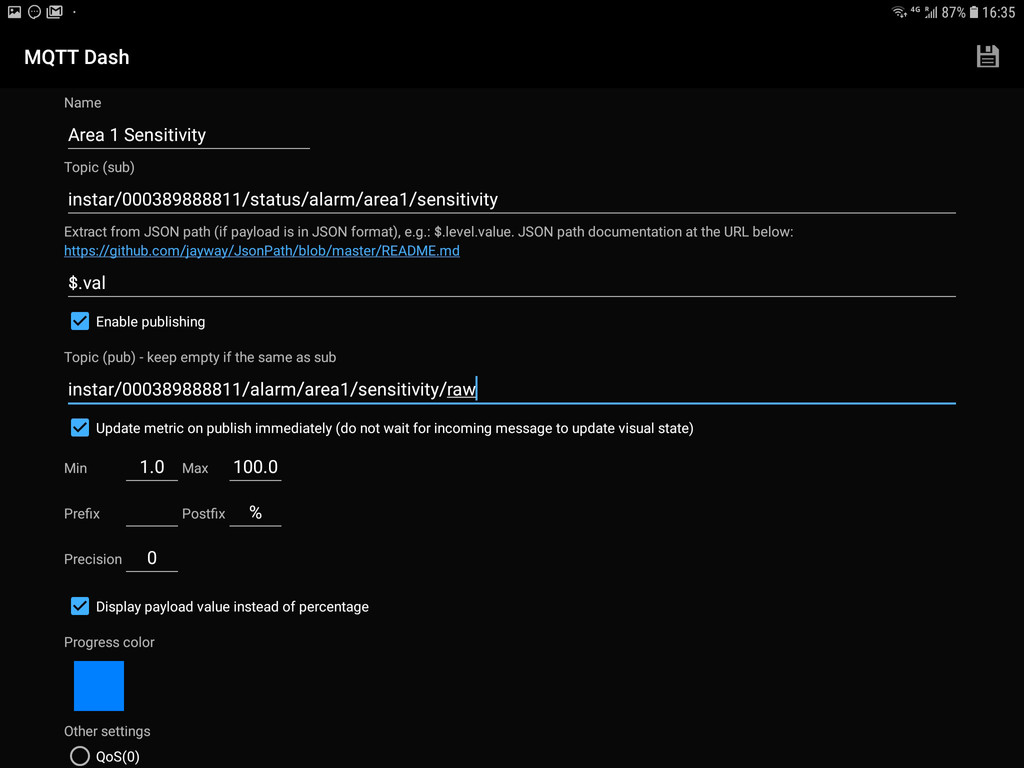 4G R 87% 16:35
MQTT Dash
Name
Area 1 Sensitivity
Topic (sub)
instar/000389888811/status/alarm/area1/sensitivity
Extract from JSON path (if payload is in JSON format), e.g.: $.level.value. JSON path documentation at the URL below:
https://github.com/jayway/JsonPath/blob/master/README.md
$.val
Enable publishing
Topic (pub) - keep empty if the same as sub
instar/000389888811/alarm/area1/sensitivity/raw
Update metric on publish immediately (do not wait for incoming message to update visual state)
Min 1.0 Max 100.0
Prefix Postfix %
Precision 0
Display payload value instead of percentage
Progress color
Other settings
QoS(0)